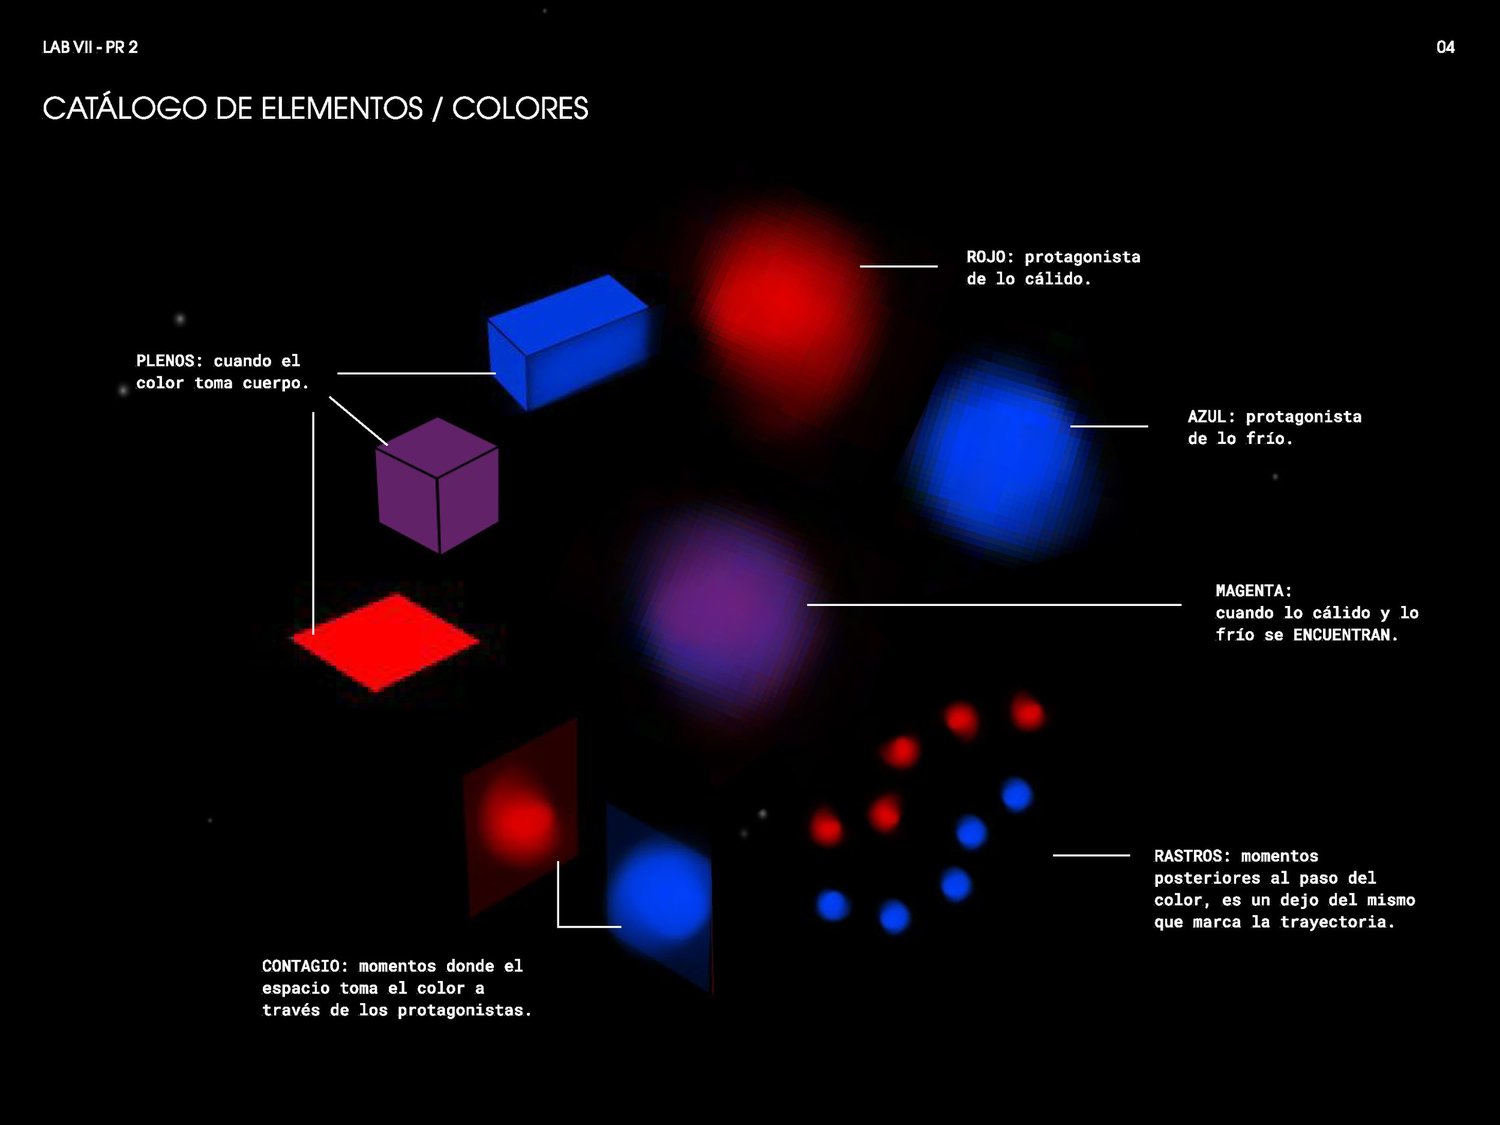 LAB VII - PR 2
04
CATÁLOGO DE ELEMENTOS / COLORES
ROJO: protagonista
de lo cálido.
PLENOS: cuando el
color toma cuerpo.
AZUL: protagonista
de lo frío.
MAGENTA:
cuando lo cálido y lo
frío se ENCUENTRAN.
RASTROS: momentos
posteriores al paso del
color, es un dejo del mismo
que marca la trayectoria.
CONTAGIO: momentos donde el
espacio toma el color a
través de los protagonistas.